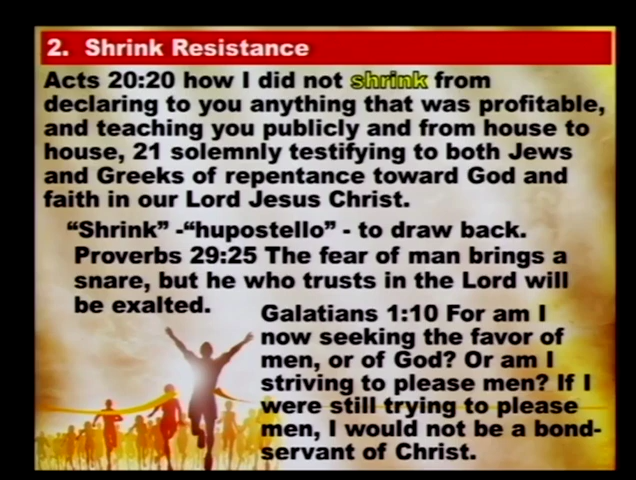 2. Shrink Resistance
Acts 20:20 how I did not shrink from
declaring to you anything that was profitable,
and teaching you publicly and from house to
house, 21 solemnly testifying to both Jews
and Greeks of repentance toward God and
faith in our Lord Jesus Christ.
“Shrink” -“hupostello” - to draw back.
Proverbs 29:25 The fear of man brings a
snare, but he who trusts in the Lord will
be exalted.
Galatians 1:10 For am I
now seeking the favor of
men, or of God? Or am I
striving to please men? If I
were still trying to please
men, I would not be a bond-
servant of Christ.